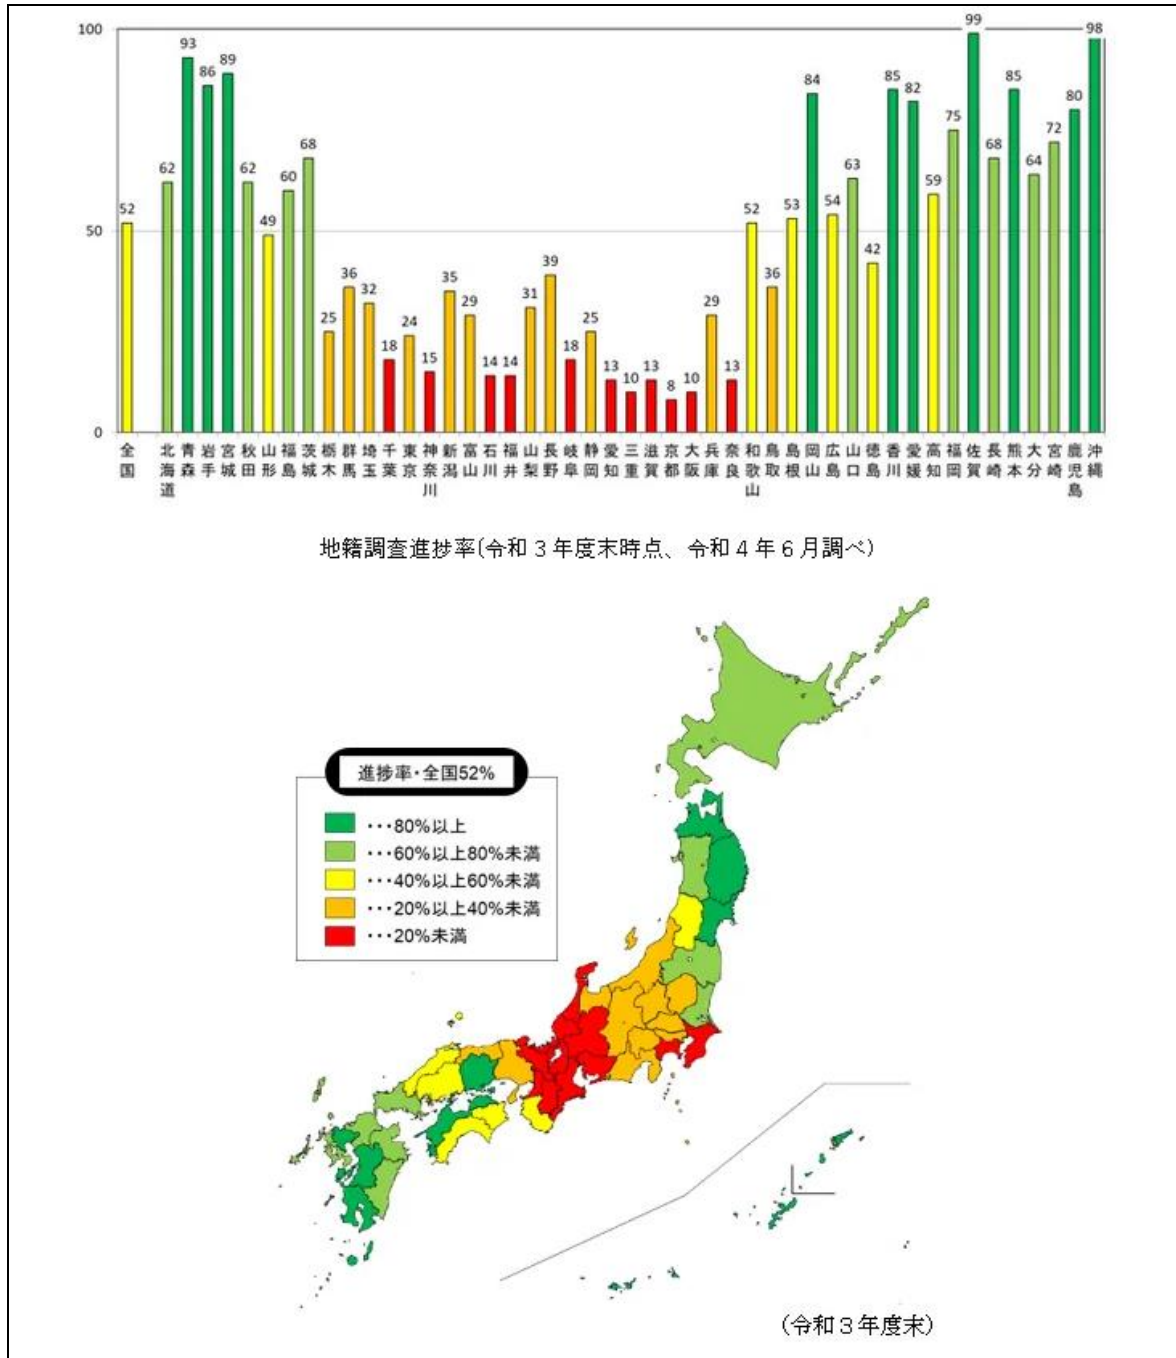 100
50
0
52
62
93
86
89
62
49
60
68
25
36
32
18
24
15
35
29
14
14
31
39
18
25
13
10
13
8
10
29
13
52
36
53
84
54
63
42
85
82
59
75
99
68
85
64
72
80
98
全国
北海道
青森
岩手
宮城
秋田
山形
福島
茨城
栃木
群馬
埼玉
千葉
東京
神奈川
新潟
富山
石川
福井
山梨
長野
岐阜
静岡
愛知
三重
滋賀
京都
大阪
兵庫
奈良
和歌山
鳥取
島根
岡山
広島
山口
徳島
香川
愛媛
高知
福岡
佐賀
長崎
熊本
大分
宮崎
鹿児島
沖縄
地籍調査進捗率(令和3年度末時点、令和4年6月調べ)
進捗率・全国52%
・・・80%以上
・・・60%以上80%未満
・・・40%以上60%未満
・・・20%以上40%未満
・・・20%未満
(令和3年度末)